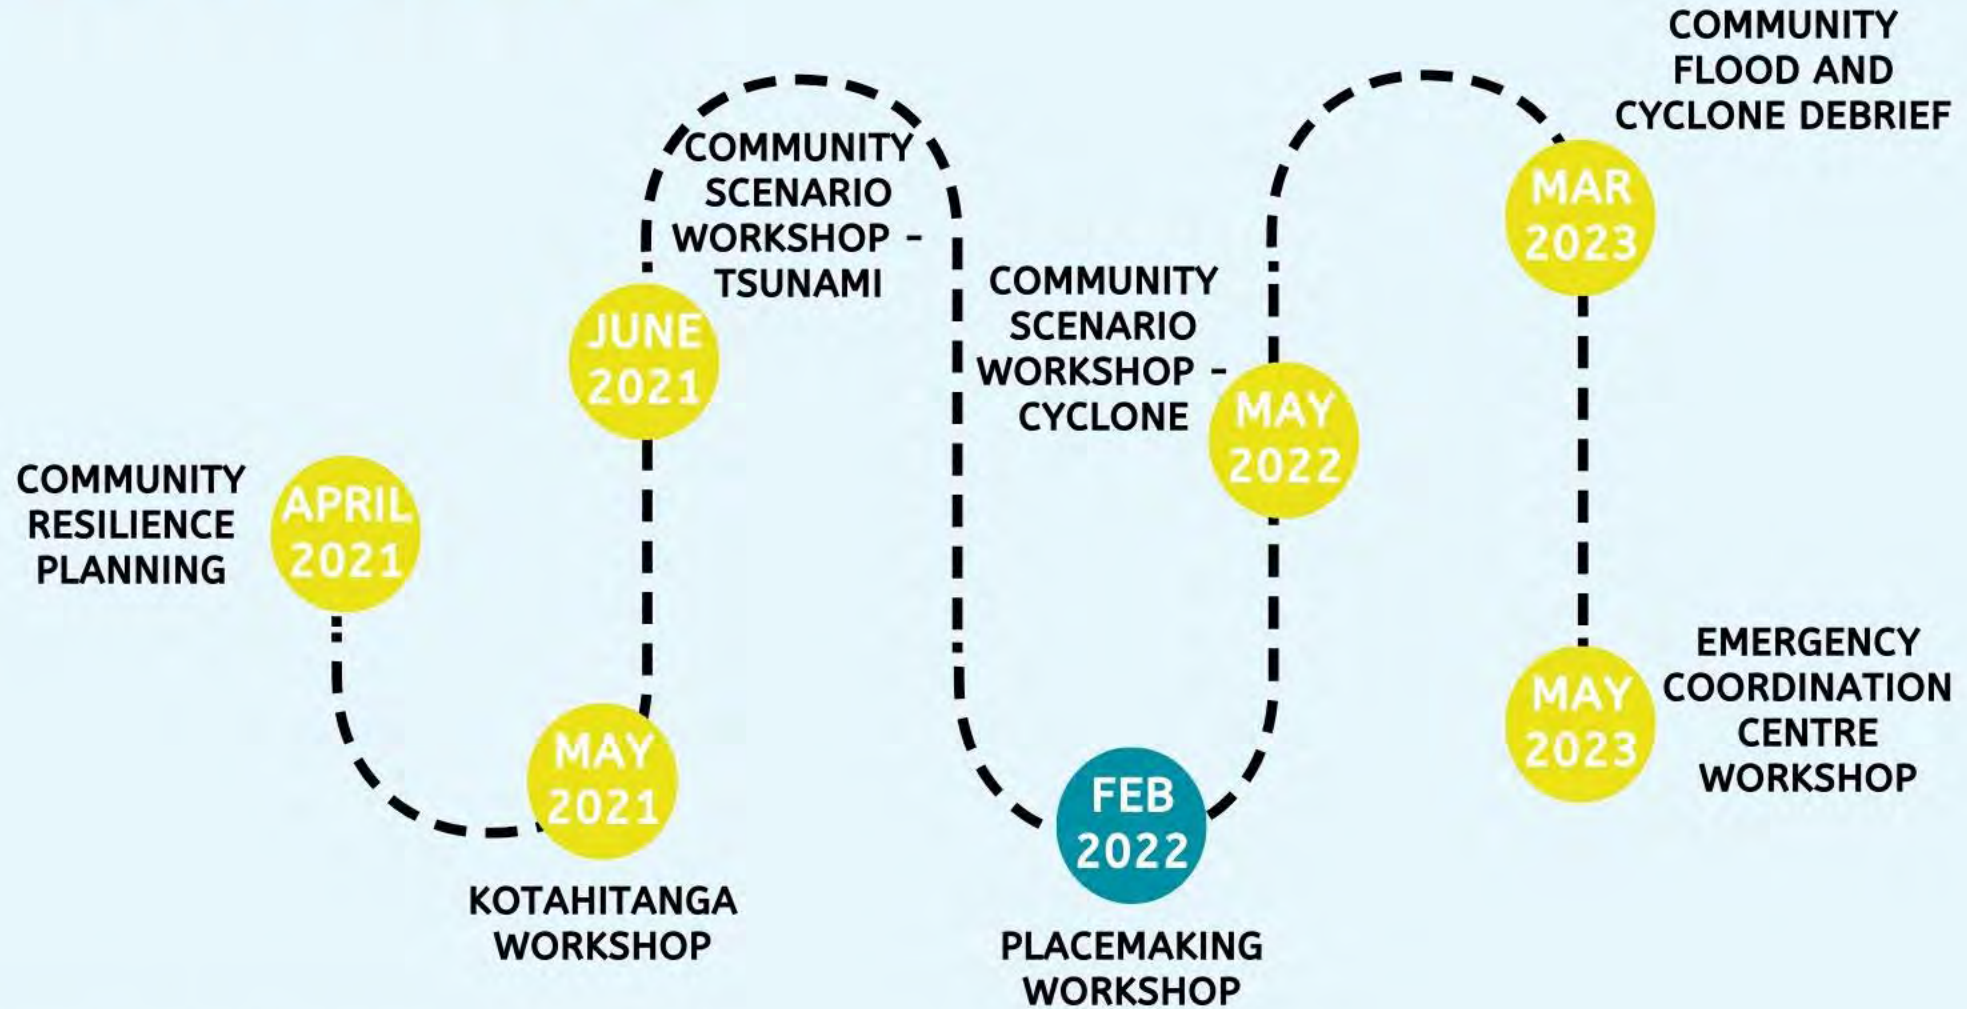 COMMUNITY
RESILIENCE
PLANNING
APRIL
2021
MAY
2021
KOTAHITANGA
WORKSHOP
JUNE
2021
COMMUNITY
SCENARIO
WORKSHOP -
TSUNAMI
FEB
2022
PLACEMAKING
WORKSHOP
COMMUNITY
SCENARIO
WORKSHOP -
CYCLONE
MAY
2022
COMMUNITY
FLOOD AND
CYCLONE DEBRIEF
MAR
2023
MAY
2023
EMERGENCY
COORDINATION
CENTRE
WORKSHOP